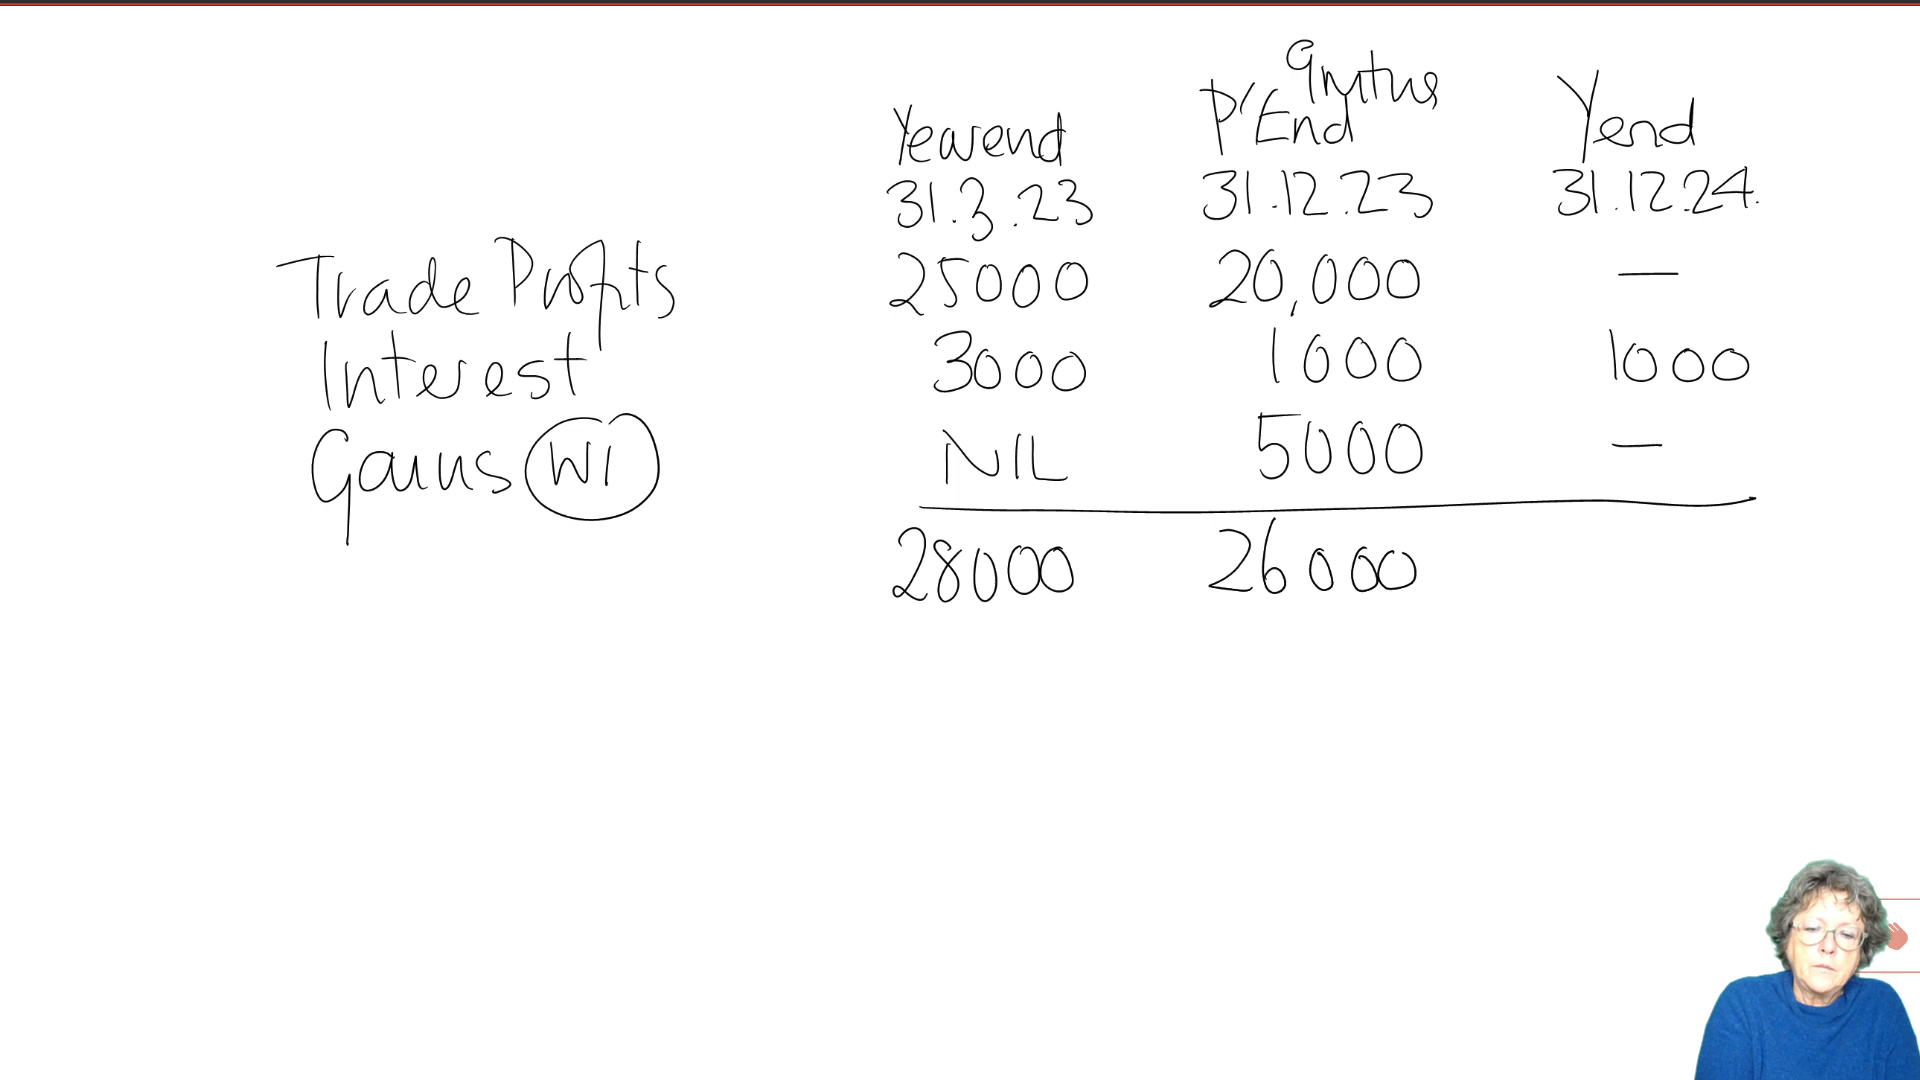 9mths
Yearend P'End Yend
31.3.23 31.12.23 31.12.24.
Trade Profits 25000 20,000 —
Interest 3000 1000 1000
Gains W1 NIL 5000 —
28000 26000